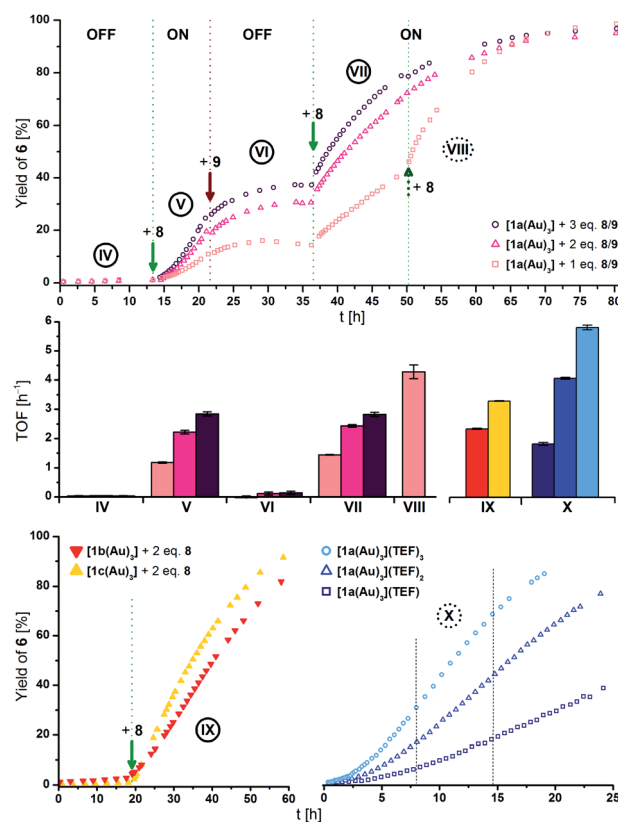 OFF ON OFF ON
Yield of 6 [%]
100
80
60
40
20
0
+ 8
+ 9
+ 8
+ 8
IV
V
VI
VII
VIII
[1a(Au)3] + 3 eq. 8/9
[1a(Au)3] + 2 eq. 8/9
[1a(Au)3] + 1 eq. 8/9
0 5 10 15 20 25 30 35 40 45 50 55 60 65 70 75 80
t [h]
TOF [h⁻¹]
6
5
4
3
2
1
0
IV V VI VII VIII IX X
Yield of 6 [%]
100
80
60
40
20
0
[1b(Au)3] + 2 eq. 8
[1c(Au)3] + 2 eq. 8
+ 8
IX
0 10 20 30 40 50 60
[1a(Au)3](TEF)3
[1a(Au)3](TEF)2
[1a(Au)3](TEF)
X
0 5 10 15 20 25
t [h]